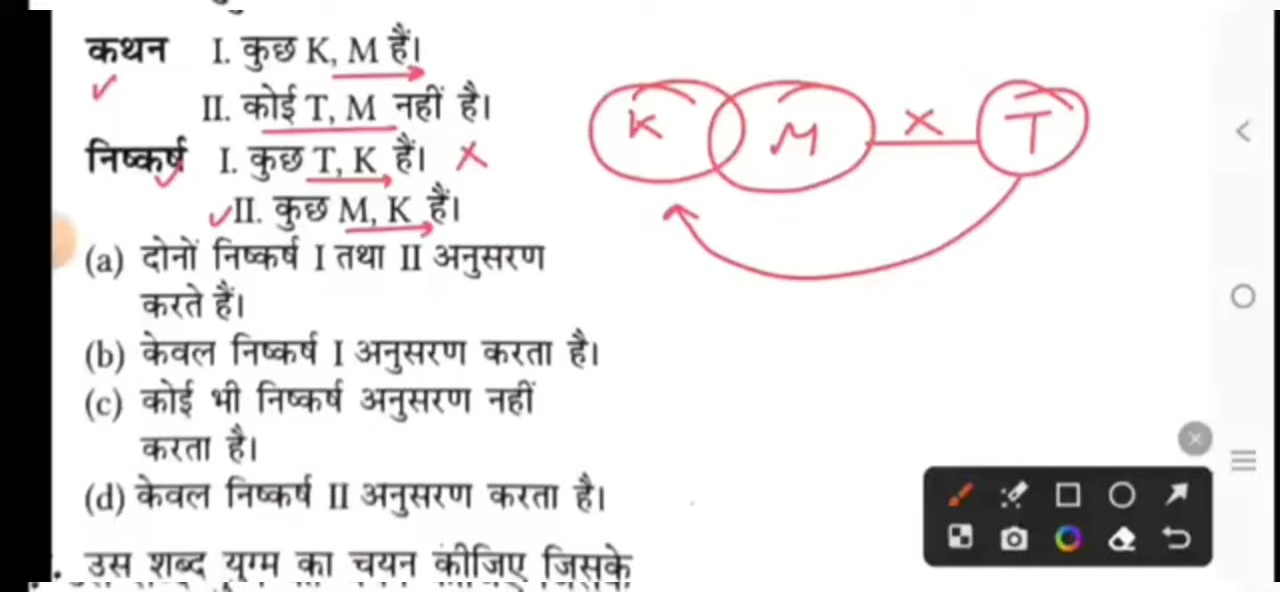 कथन I. कुछ K, M हैं।
II. कोई T, M नहीं है।
निष्कर्ष I. कुछ T, K हैं।
II. कुछ M, K हैं।
(a) दोनों निष्कर्ष I तथा II अनुसरण
करते हैं।
(b) केवल निष्कर्ष I अनुसरण करता है।
(c) कोई भी निष्कर्ष अनुसरण नहीं
करता है।
(d) केवल निष्कर्ष II अनुसरण करता है।
उस शब्द युग्म का चयन कीजिए जिसके
K M X T